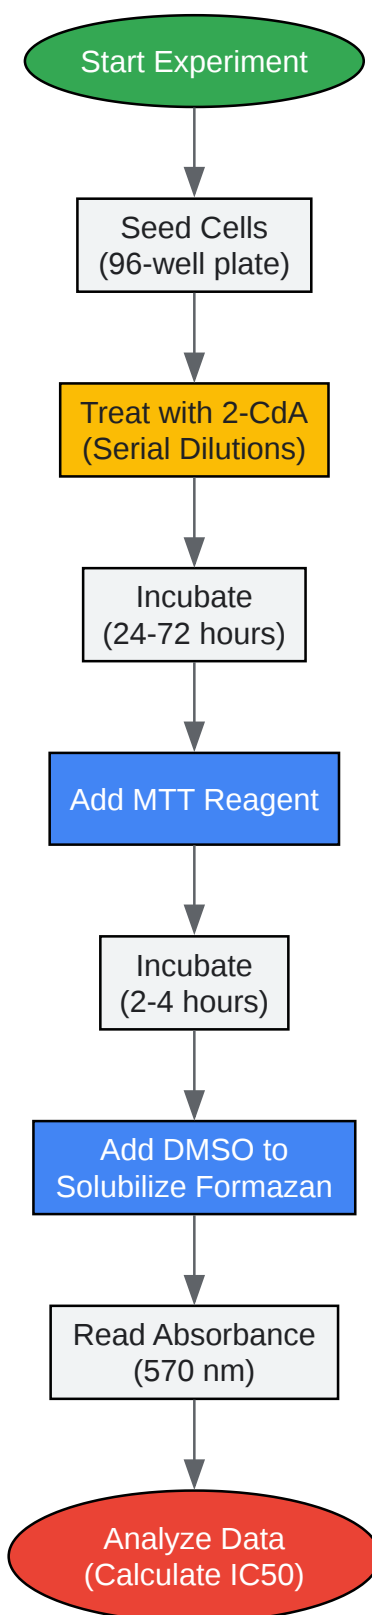 Start Experiment
Seed Cells
(96-well plate)
Treat with 2-CdA
(Serial Dilutions)
Incubate
(24-72 hours)
Add MTT Reagent
Incubate
(2-4 hours)
Add DMSO to
Solubilize Formazan
Read Absorbance
(570 nm)
Analyze Data
(Calculate IC50)